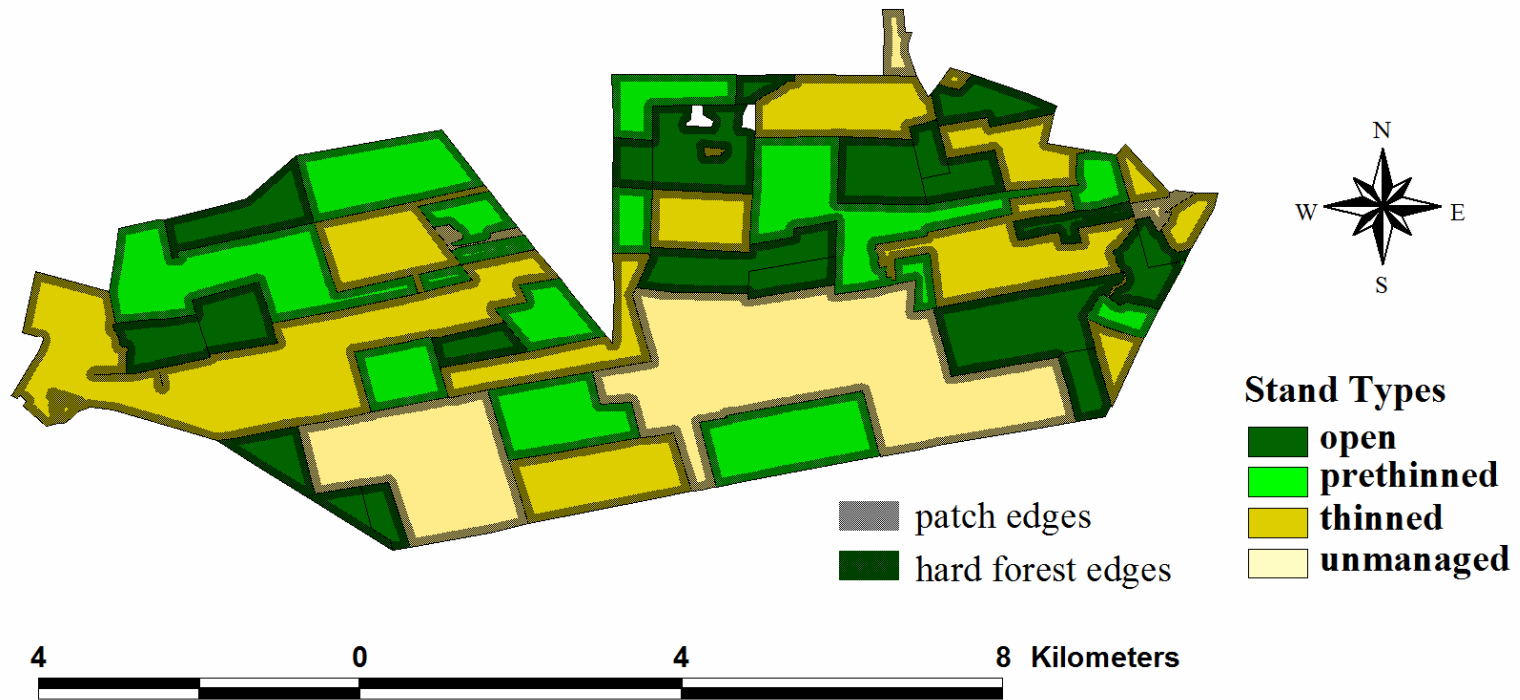 N
W E
S
Stand Types
open
prethinned
thinned
unmanaged
patch edges
hard forest edges
4 0 4 8 Kilometers